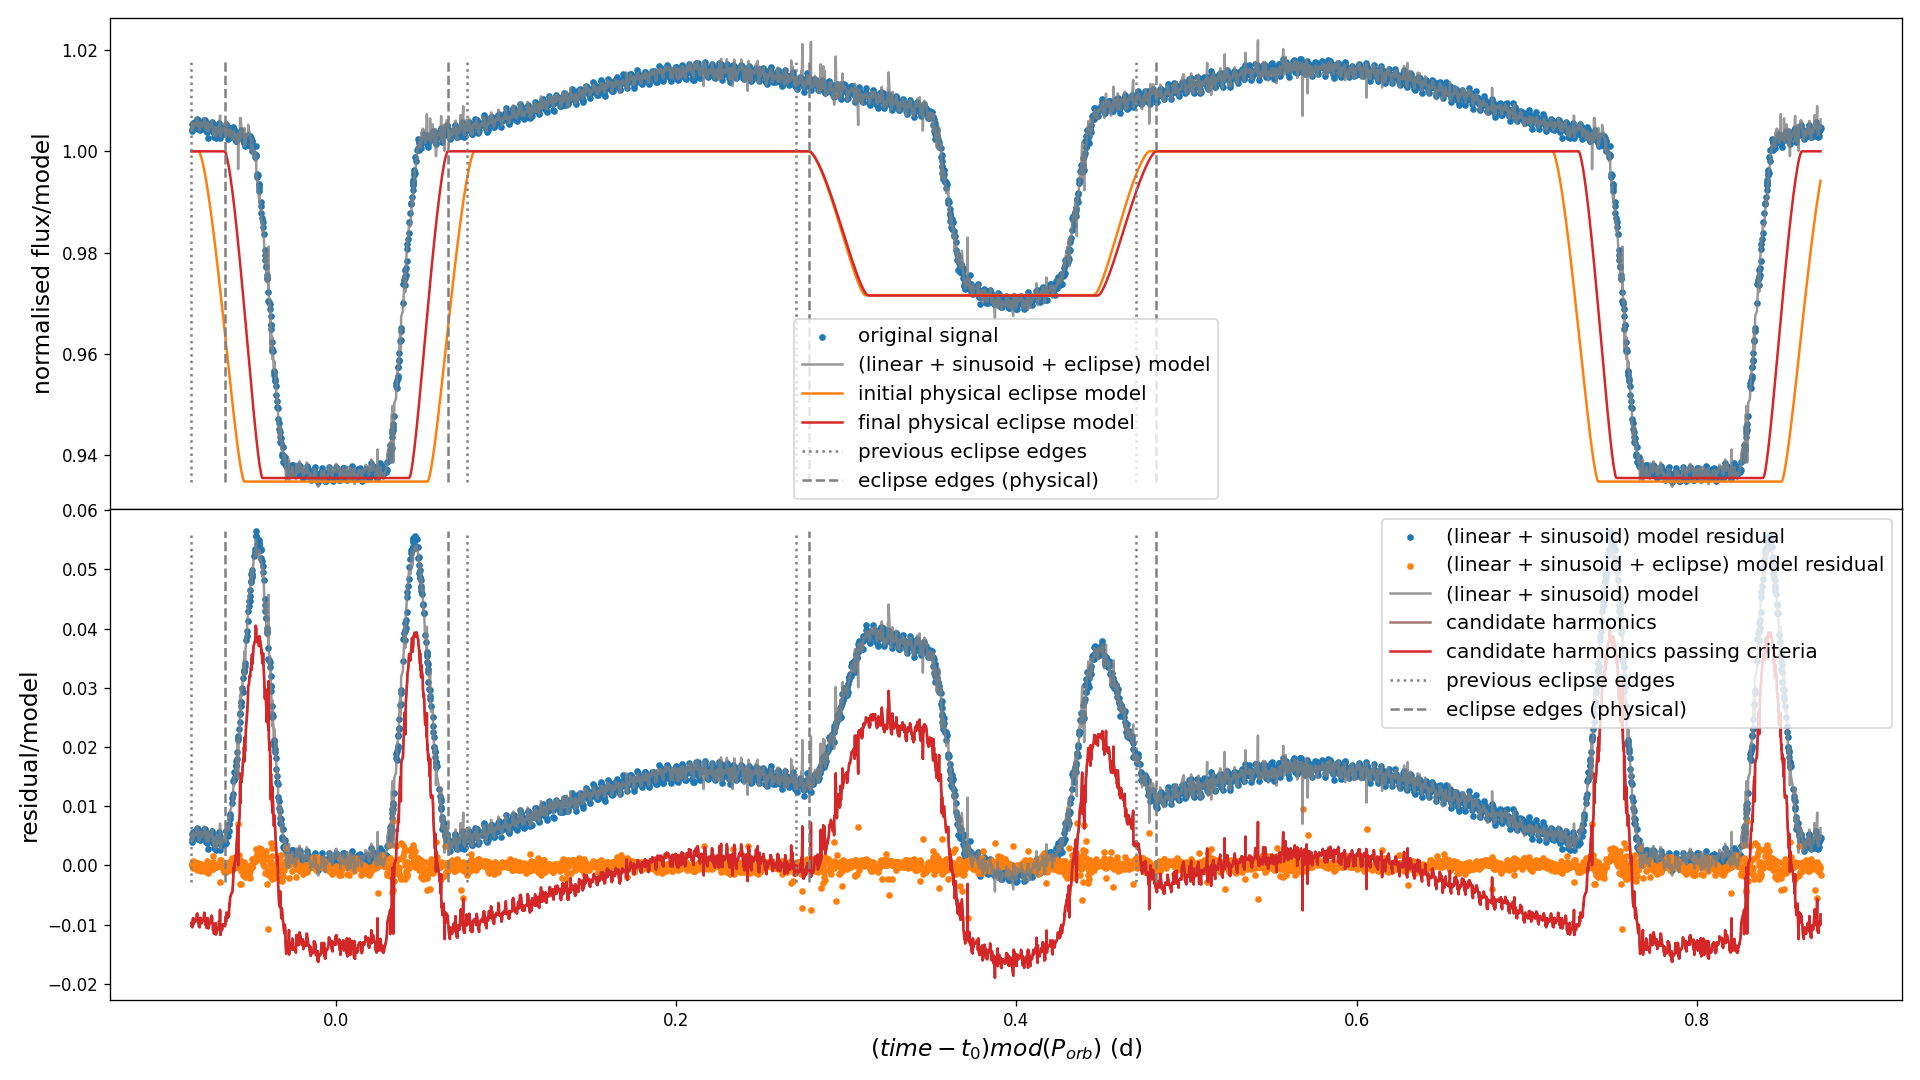 normalised flux/model
1.02
1.00
0.98
0.96
0.94
original signal
(linear + sinusoid + eclipse) model
initial physical eclipse model
final physical eclipse model
previous eclipse edges
eclipse edges (physical)
residual/model
0.06
0.05
0.04
0.03
0.02
0.01
0.00
−0.01
−0.02
(linear + sinusoid) model residual
(linear + sinusoid + eclipse) model residual
(linear + sinusoid) model
candidate harmonics
candidate harmonics passing criteria
previous eclipse edges
eclipse edges (physical)
0.0 0.2 0.4 0.6 0.8
(time − t₀)mod(P_orb) (d)